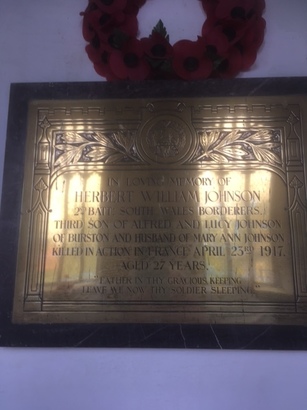 IN LOVING MEMORY OF
HERBERT WILLIAM JOHNSON
2ND BATT. SOUTH WALES BORDERERS.
THIRD SON OF ALFRED AND LUCY JOHNSON
OF BURSTON AND HUSBAND OF MARY ANN JOHNSON
KILLED IN ACTION IN FRANCE APRIL 23RD 1917.
AGED 27 YEARS.
"FATHER IN THY GRACIOUS KEEPING
LEAVE WE NOW THY SOLDIER SLEEPING."